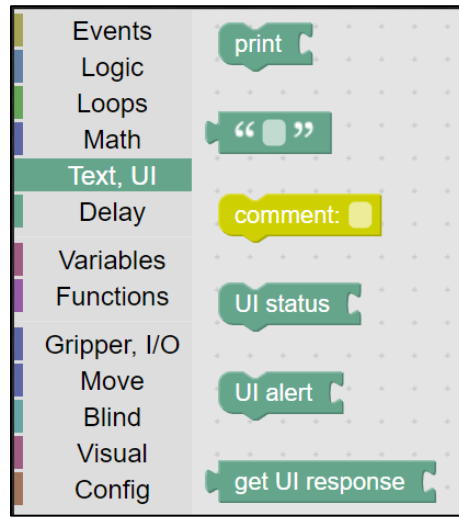 Events
Logic
Loops
Math
Text, UI
Delay
Variables
Functions
Gripper, I/O
Move
Blind
Visual
Config
print
“ ”
comment:
UI status
UI alert
get UI response